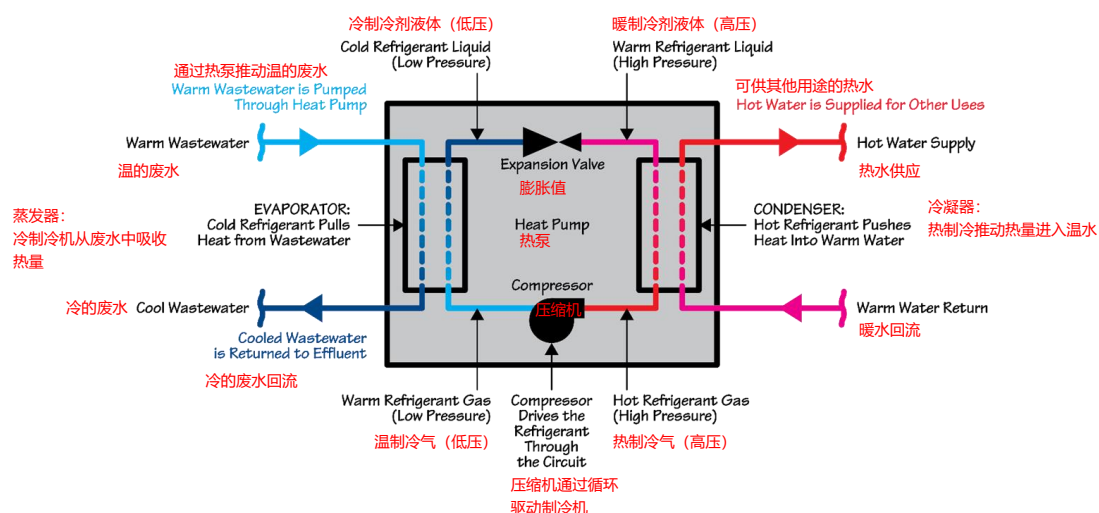 冷制冷剂液体（低压）
Cold Refrigerant Liquid
(Low Pressure)
暖制冷剂液体（高压）
Warm Refrigerant Liquid
(High Pressure)
通过热泵推动温的废水
Warm Wastewater is Pumped
Through Heat Pump
可供其他用途的热水
Hot Water is Supplied for Other Uses
Warm Wastewater
温的废水
Expansion Valve
膨胀值
Hot Water Supply
热水供应
蒸发器：
冷制冷机从废水中吸收
热量
EVAPORATOR:
Cold Refrigerant Pulls
Heat from Wastewater
Heat Pump
热泵
CONDENSER:
Hot Refrigerant Pushes
Heat Into Warm Water
冷凝器：
热制冷推动热量进入温水
Compressor
压缩机
冷的废水
Cool Wastewater
Cooled Wastewater
is Returned to Effluent
冷的废水回流
Warm Water Return
暖水回流
Warm Refrigerant Gas
(Low Pressure)
温制冷气（低压）
Compressor
Drives the
Refrigerant
Through
the Circuit
压缩机通过循环
驱动制冷机
Hot Refrigerant Gas
(High Pressure)
热制冷气（高压）